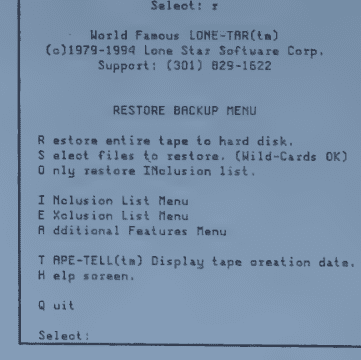 Select: r
World Famous LONE-TAR(tm)
(c)1979-1994 Lone Star Software Corp.
Support: (301) 829-1622
RESTORE BACKUP MENU
R estore entire tape to hard disk.
S elect files to restore. (Wild-Cards OK)
O nly restore INclusion list.
I Nclusion List Menu
E Xclusion List Menu
A dditional Features Menu
T APE-TELL(tm) Display tape creation date.
H elp screen.
Q uit
Select: